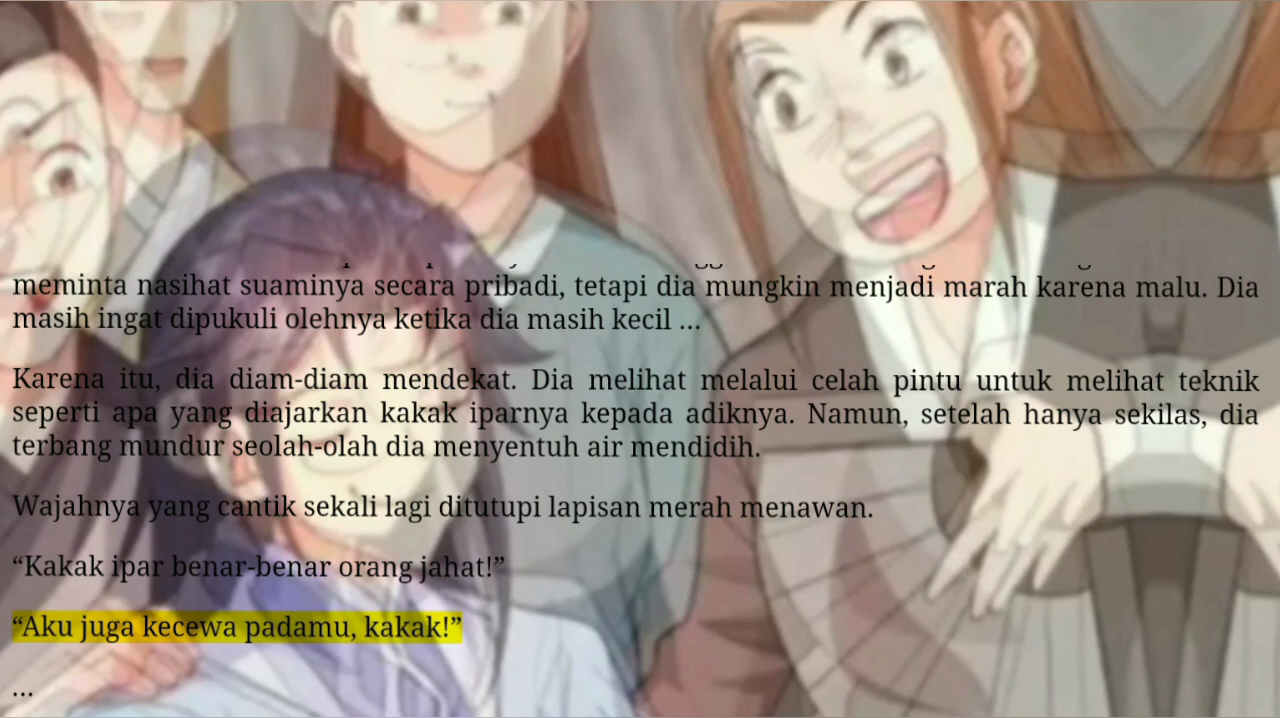 meminta nasihat suaminya secara pribadi, tetapi dia mungkin menjadi marah karena malu. Dia
masih ingat dipukuli olehnya ketika dia masih kecil ...
Karena itu, dia diam-diam mendekat. Dia melihat melalui celah pintu untuk melihat teknik
seperti apa yang diajarkan kakak iparnya kepada adiknya. Namun, setelah hanya sekilas, dia
terbang mundur seolah-olah dia menyentuh air mendidih.
Wajahnya yang cantik sekali lagi ditutupi lapisan merah menawan.
“Kakak ipar benar-benar orang jahat!”
“Aku juga kecewa padamu, kakak!”
...